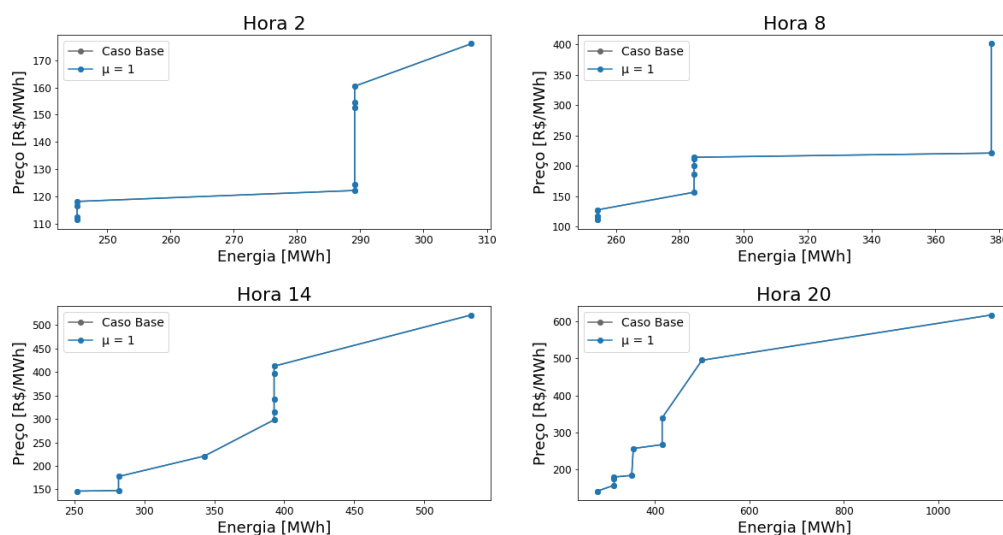 Hora 2
Caso Base
μ = 1
Preço [R$/MWh]
170
160
150
140
130
120
110
250 260 270 280 290 300 310
Energia [MWh]
Hora 8
Caso Base
μ = 1
Preço [R$/MWh]
400
350
300
250
200
150
100
260 280 300 320 340 360 380
Energia [MWh]
Hora 14
Caso Base
μ = 1
Preço [R$/MWh]
500
450
400
350
300
250
200
150
250 300 350 400 450 500
Energia [MWh]
Hora 20
Caso Base
μ = 1
Preço [R$/MWh]
600
500
400
300
200
400 600 800 1000
Energia [MWh]